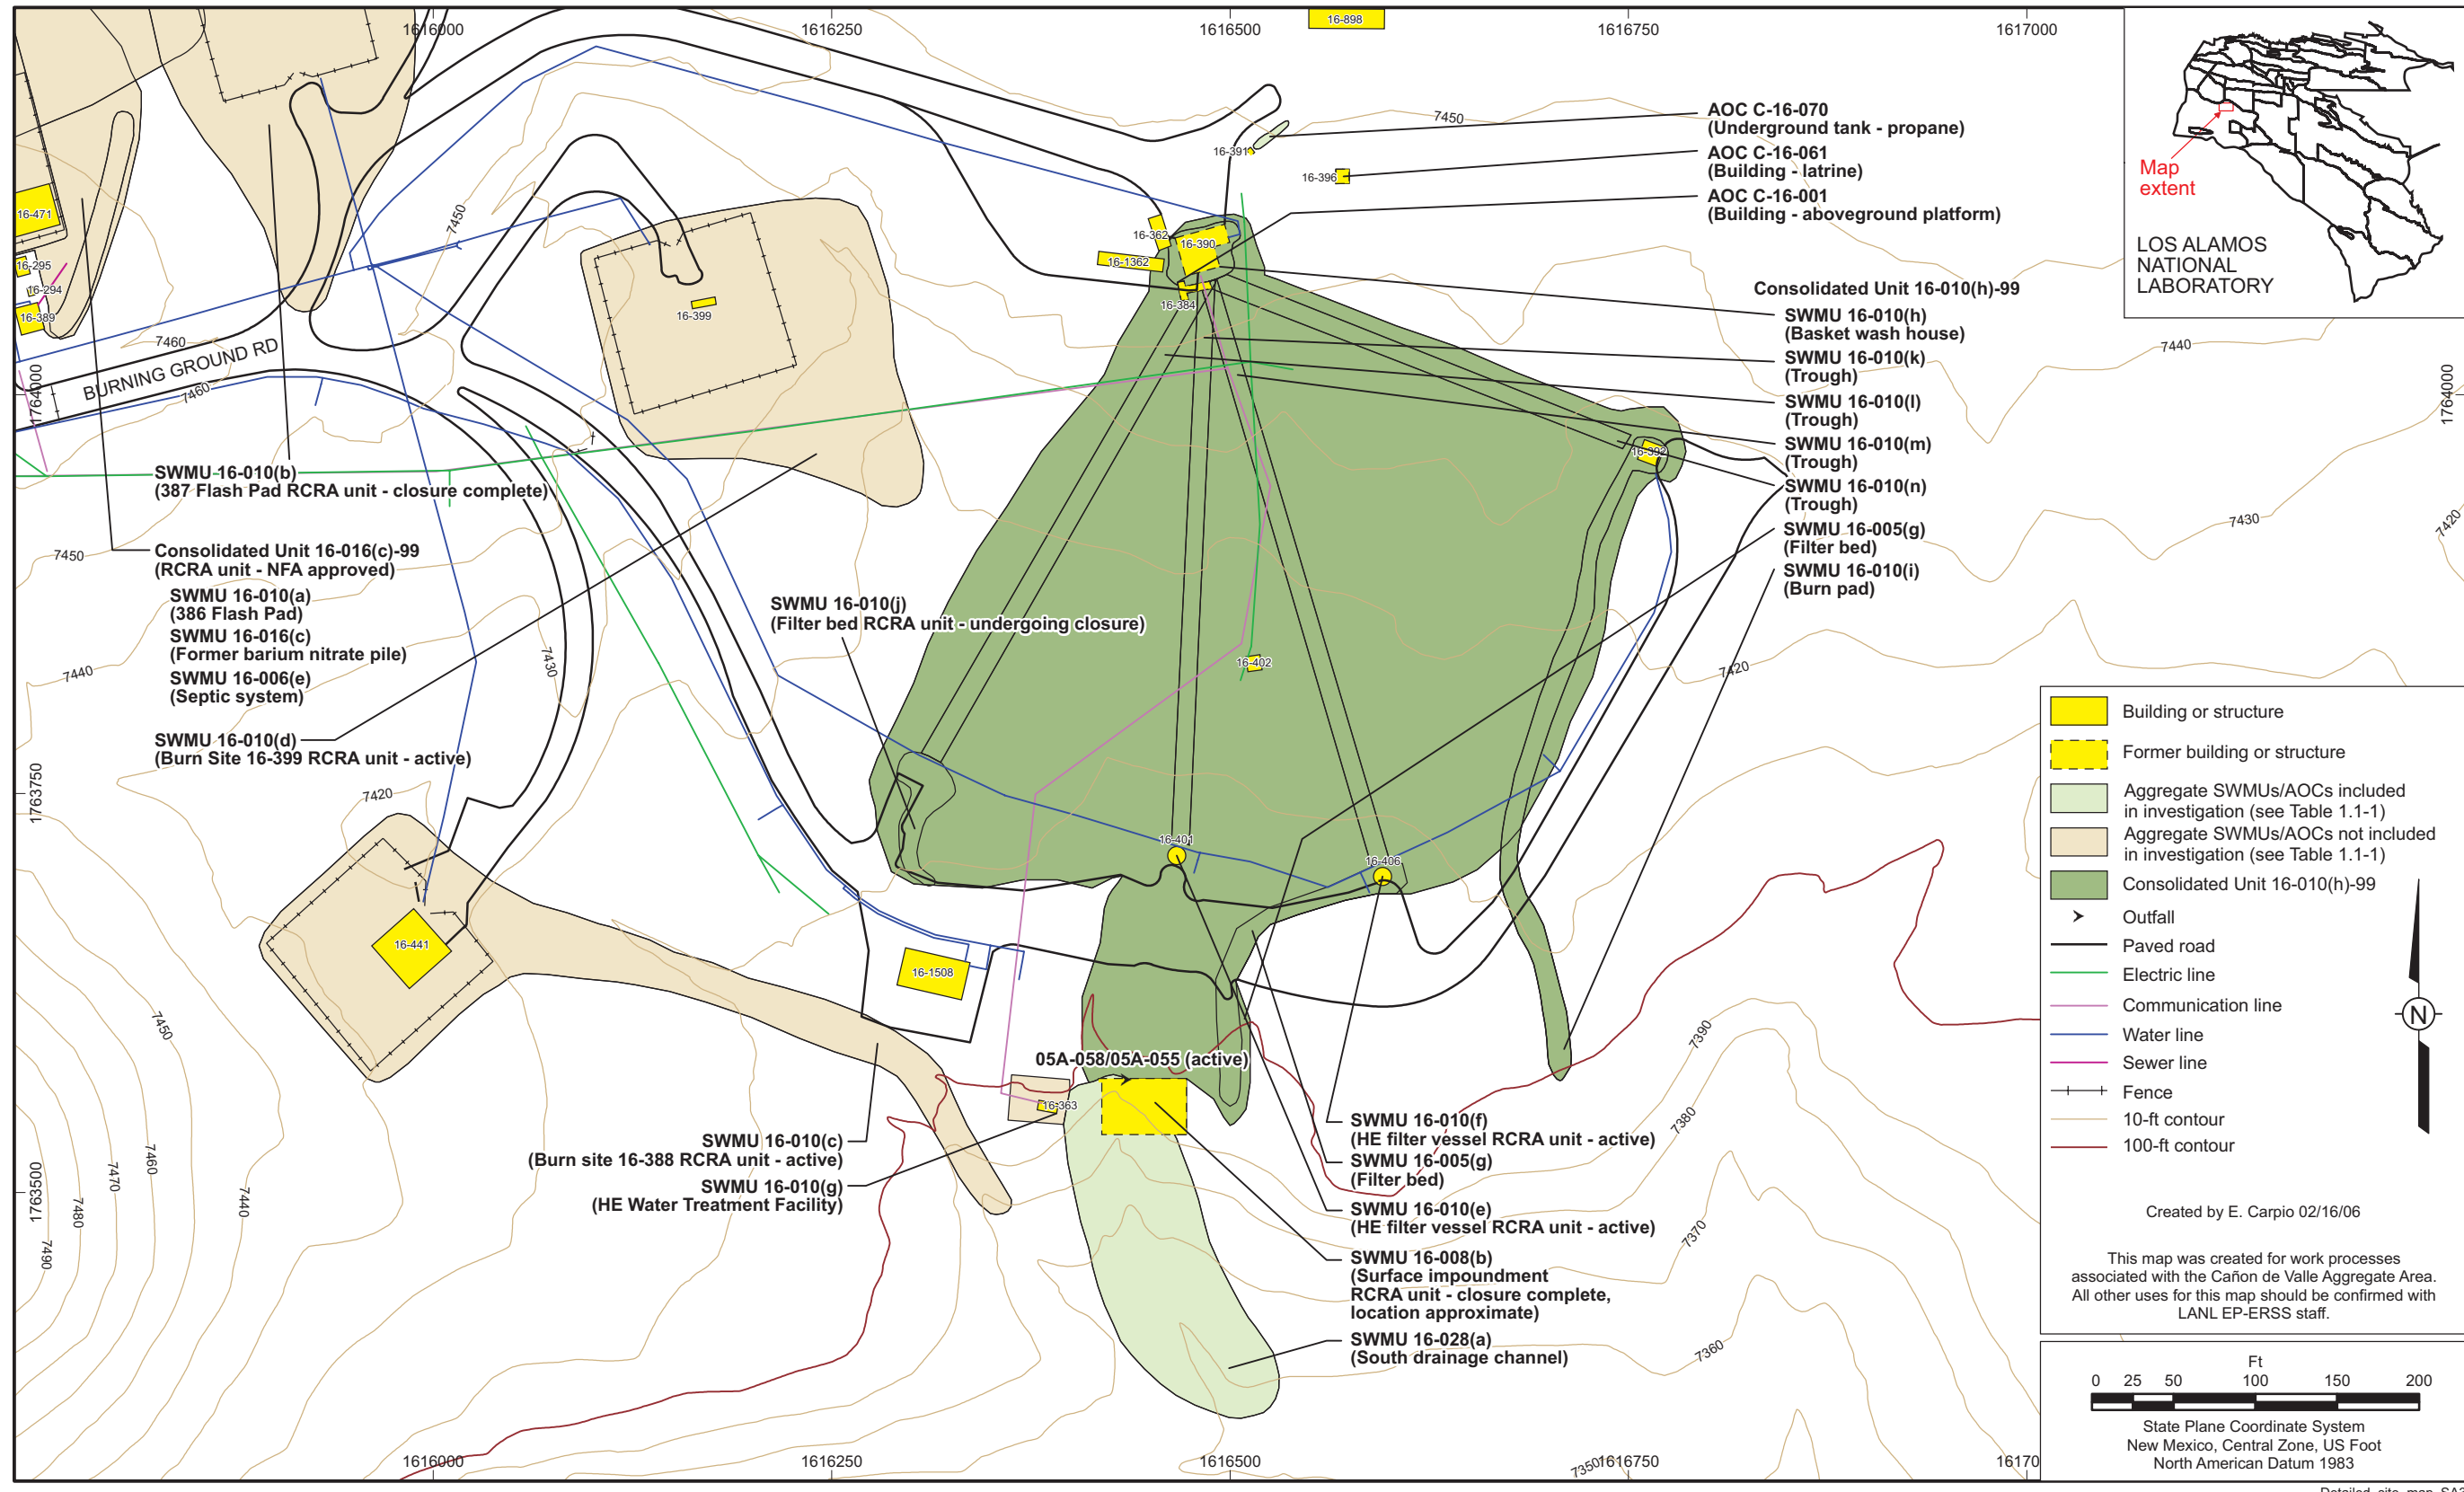 1616000
1616250
1616500
1616750
1617000
16-898
Map
extent
LOS ALAMOS
NATIONAL
LABORATORY
AOC C-16-070
(Underground tank - propane)
AOC C-16-061
(Building - latrine)
AOC C-16-001
(Building - aboveground platform)
Consolidated Unit 16-010(h)-99
SWMU 16-010(h)
(Basket wash house)
SWMU 16-010(k)
(Trough)
SWMU 16-010(l)
(Trough)
SWMU 16-010(m)
(Trough)
SWMU 16-010(n)
(Trough)
SWMU 16-005(g)
(Filter bed)
SWMU 16-010(i)
(Burn pad)
7450
16-391
16-396
16-362
16-390
16-1362
16-384
16-392
16-402
16-401
16-406
16-471
16-295
16-294
16-389
7450
16-399
7460
BURNING GROUND RD
7460
1764000
1764000
7440
7430
7420
7420
SWMU 16-010(b)
(387 Flash Pad RCRA unit - closure complete)
7450
Consolidated Unit 16-016(c)-99
(RCRA unit - NFA approved)
SWMU 16-010(a)
(386 Flash Pad)
SWMU 16-016(c)
(Former barium nitrate pile)
SWMU 16-006(e)
(Septic system)
7440
7430
SWMU 16-010(j)
(Filter bed RCRA unit - undergoing closure)
SWMU 16-010(d)
(Burn Site 16-399 RCRA unit - active)
1763750
7420
16-441
16-1508
7450
7460
7470
7480
7490
7440
1763500
05A-058/05A-055 (active)
16-363
SWMU 16-010(c)
(Burn site 16-388 RCRA unit - active)
SWMU 16-010(g)
(HE Water Treatment Facility)
SWMU 16-010(f)
(HE filter vessel RCRA unit - active)
SWMU 16-005(g)
(Filter bed)
SWMU 16-010(e)
(HE filter vessel RCRA unit - active)
SWMU 16-008(b)
(Surface impoundment
RCRA unit - closure complete,
location approximate)
SWMU 16-028(a)
(South drainage channel)
7390
7380
7370
7360
7350
Building or structure
Former building or structure
Aggregate SWMUs/AOCs included
in investigation (see Table 1.1-1)
Aggregate SWMUs/AOCs not included
in investigation (see Table 1.1-1)
Consolidated Unit 16-010(h)-99
Outfall
Paved road
Electric line
Communication line
Water line
Sewer line
Fence
10-ft contour
100-ft contour
N
Created by E. Carpio 02/16/06
This map was created for work processes
associated with the Cañon de Valle Aggregate Area.
All other uses for this map should be confirmed with
LANL EP-ERSS staff.
Ft
0 25 50 100 150 200
State Plane Coordinate System
New Mexico, Central Zone, US Foot
North American Datum 1983
1616000
1616250
1616500
1616750
16170